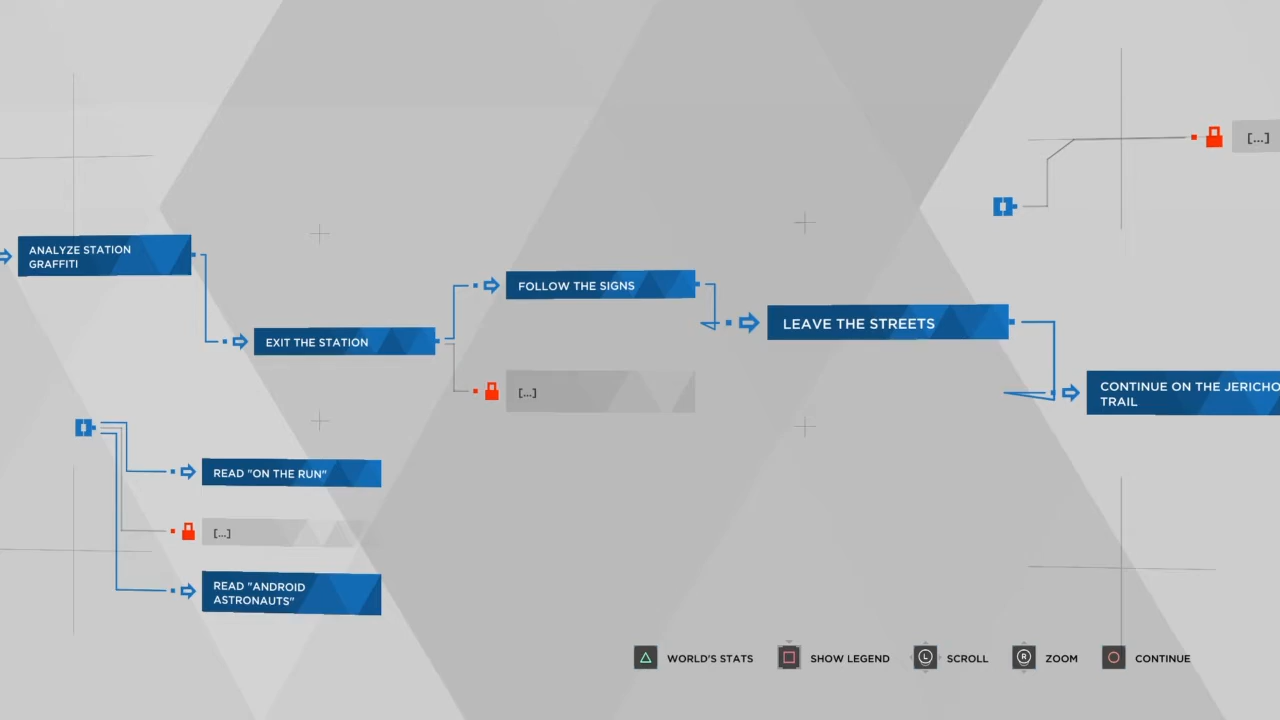 [...]
ANALYZE STATION
GRAFFITI
FOLLOW THE SIGNS
LEAVE THE STREETS
EXIT THE STATION
[...]
CONTINUE ON THE JERICHO
TRAIL
READ "ON THE RUN"
[...]
READ "ANDROID
ASTRONAUTS"
WORLD'S STATS
SHOW LEGEND
L
SCROLL
R
ZOOM
CONTINUE